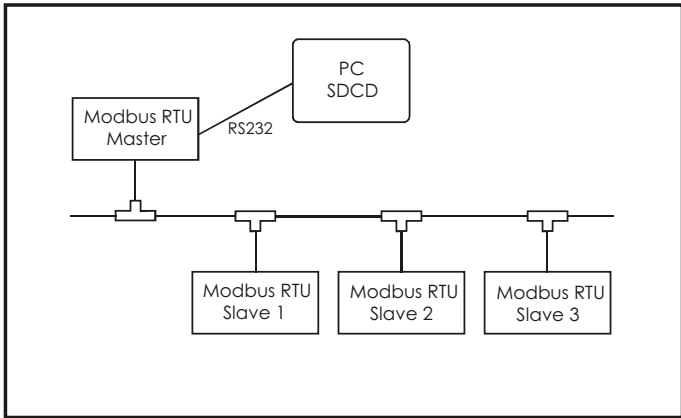 PC
SDCD
Modbus RTU
Master
RS232
Modbus RTU
Slave 1
Modbus RTU
Slave 2
Modbus RTU
Slave 3